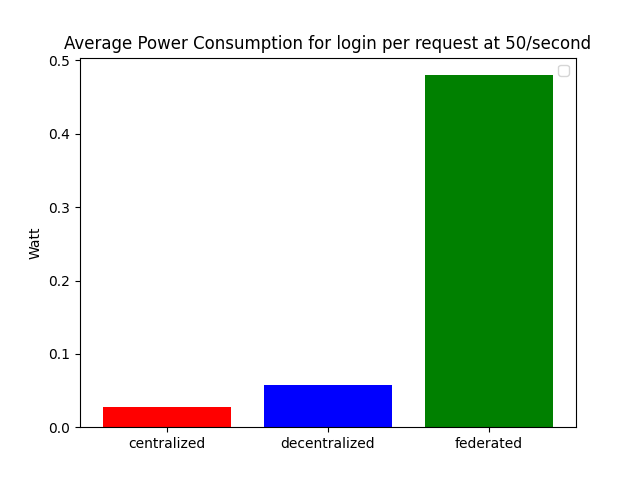 Average Power Consumption for login per request at 50/second
0.5
0.4
0.3
0.2
0.1
0.0
Watt
centralized
decentralized
federated